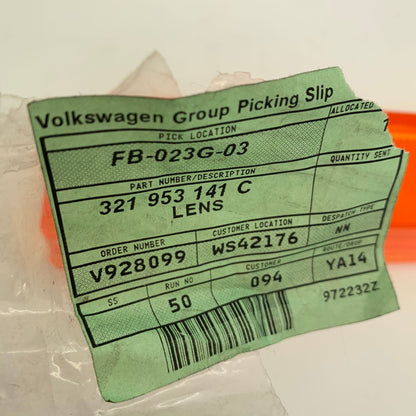 Volkswagen Group Picking Slip
PICK LOCATION
ALLOCATED
FB-023G-03
PART NUMBER/DESCRIPTION
QUANTITY SENT
321 953 141 C
LENS
ORDER NUMBER
CUSTOMER LOCATION
DESPATCH TYPE
V928099
WS42176
NN
SS
RUN NO
CUSTOMER
ROUTE/DROP
50
094
YA14
972232Z